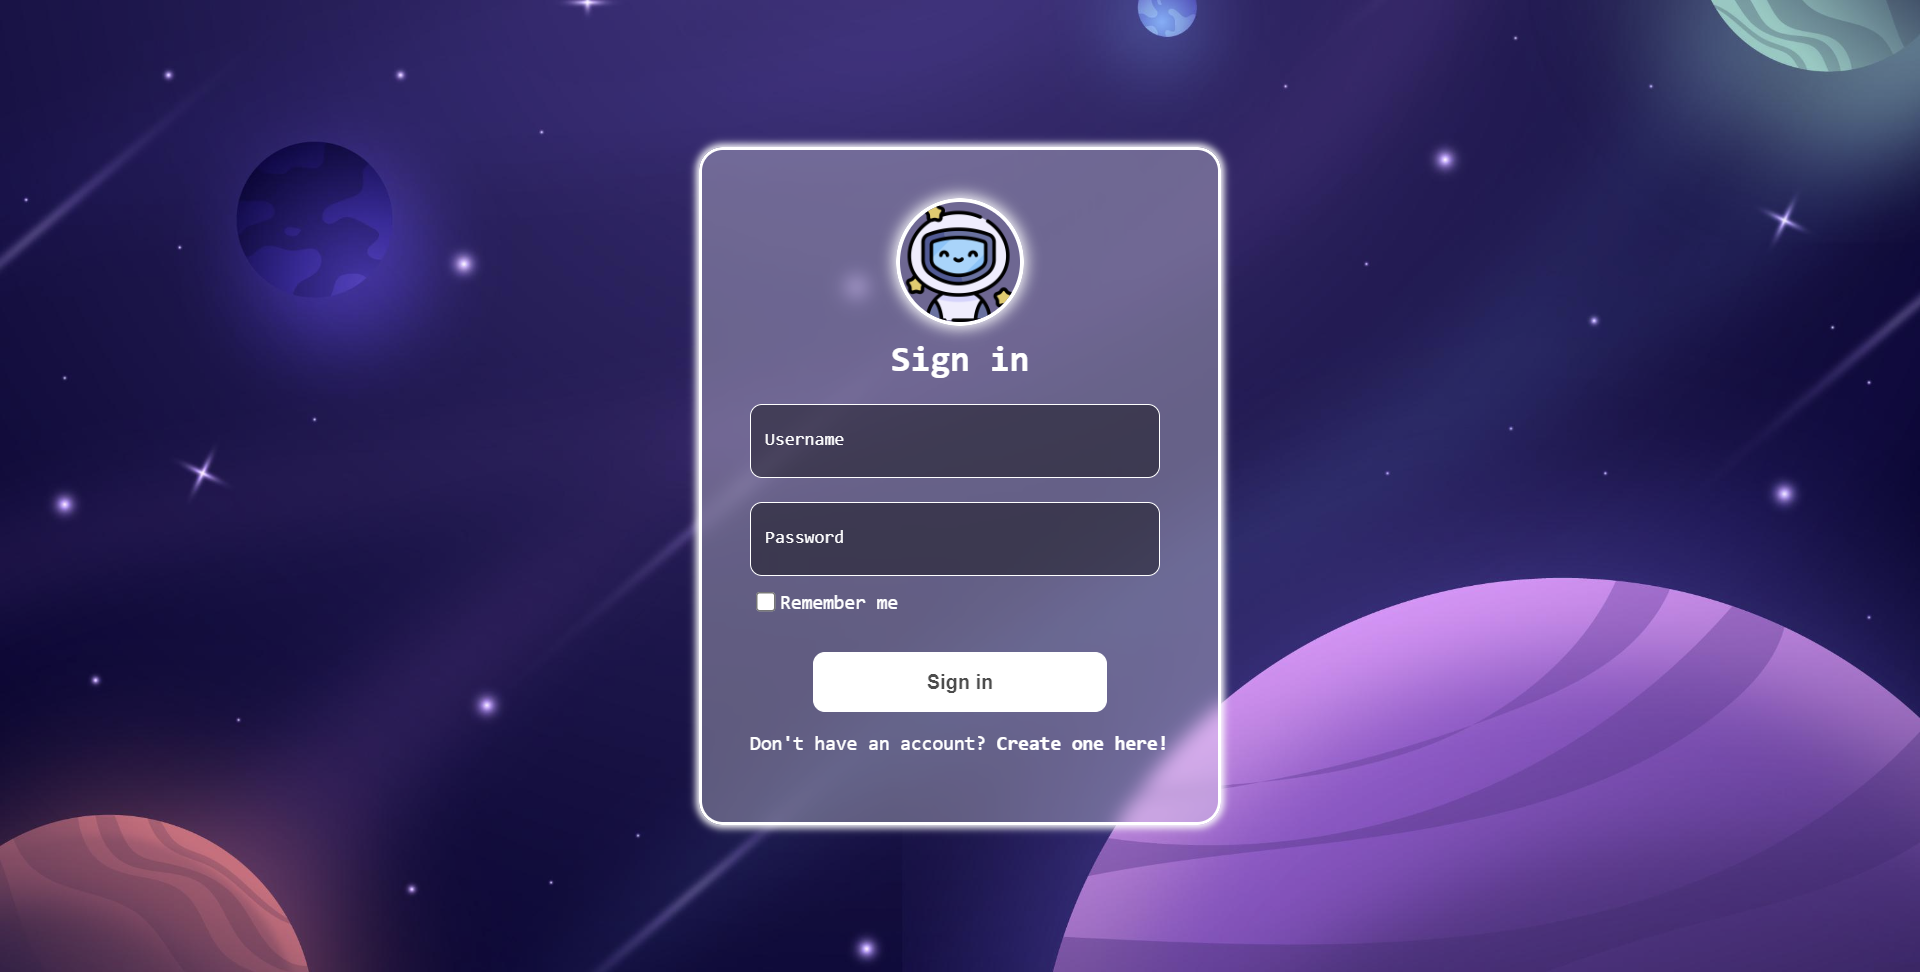 Sign in
Username
Password
Remember me
Sign in
Don't have an account? Create one here!